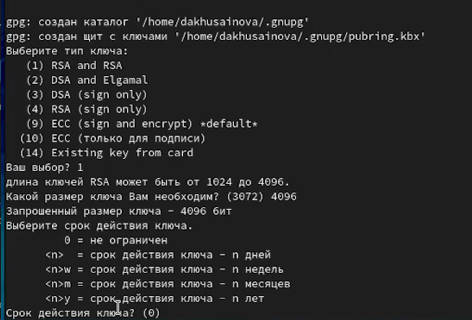 gpg: создан каталог '/home/dakhusainova/.gnupg'
gpg: создан щит с ключами '/home/dakhusainova/.gnupg/pubring.kbx'
Выберите тип ключа:
(1) RSA and RSA
(2) DSA and Elgamal
(3) DSA (sign only)
(4) RSA (sign only)
(9) ECC (sign and encrypt) *default*
(10) ECC (только для подписи)
(14) Existing key from card
Ваш выбор? 1
длина ключей RSA может быть от 1024 до 4096.
Какой размер ключа Вам необходим? (3072) 4096
Запрошенный размер ключа - 4096 бит
Выберите срок действия ключа.
0 = не ограничен
<n> = срок действия ключа - n дней
<n>w = срок действия ключа - n недель
<n>m = срок действия ключа - n месяцев
<n>y = срок действия ключа - n лет
Срок действия ключа? (0)